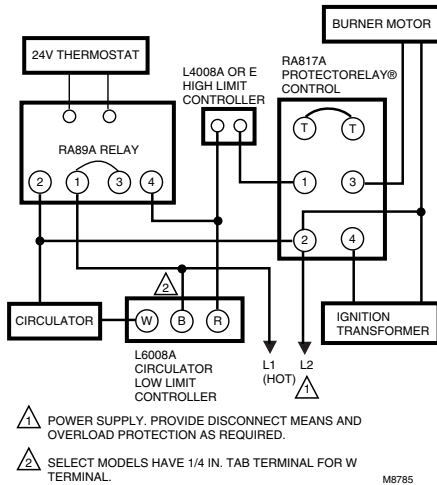 BURNER MOTOR
24V THERMOSTAT
L4008A OR E
HIGH LIMIT
CONTROLLER
RA817A
PROTECTORELAY®
CONTROL
T T
RA89A RELAY
2 1 3 4
1 3
2 4
2
CIRCULATOR
W B R
IGNITION
TRANSFORMER
L6008A
CIRCULATOR
LOW LIMIT
CONTROLLER
L1
(HOT)
L2
1
1 POWER SUPPLY. PROVIDE DISCONNECT MEANS AND
OVERLOAD PROTECTION AS REQUIRED.
2 SELECT MODELS HAVE 1/4 IN. TAB TERMINAL FOR W
TERMINAL.
M8785